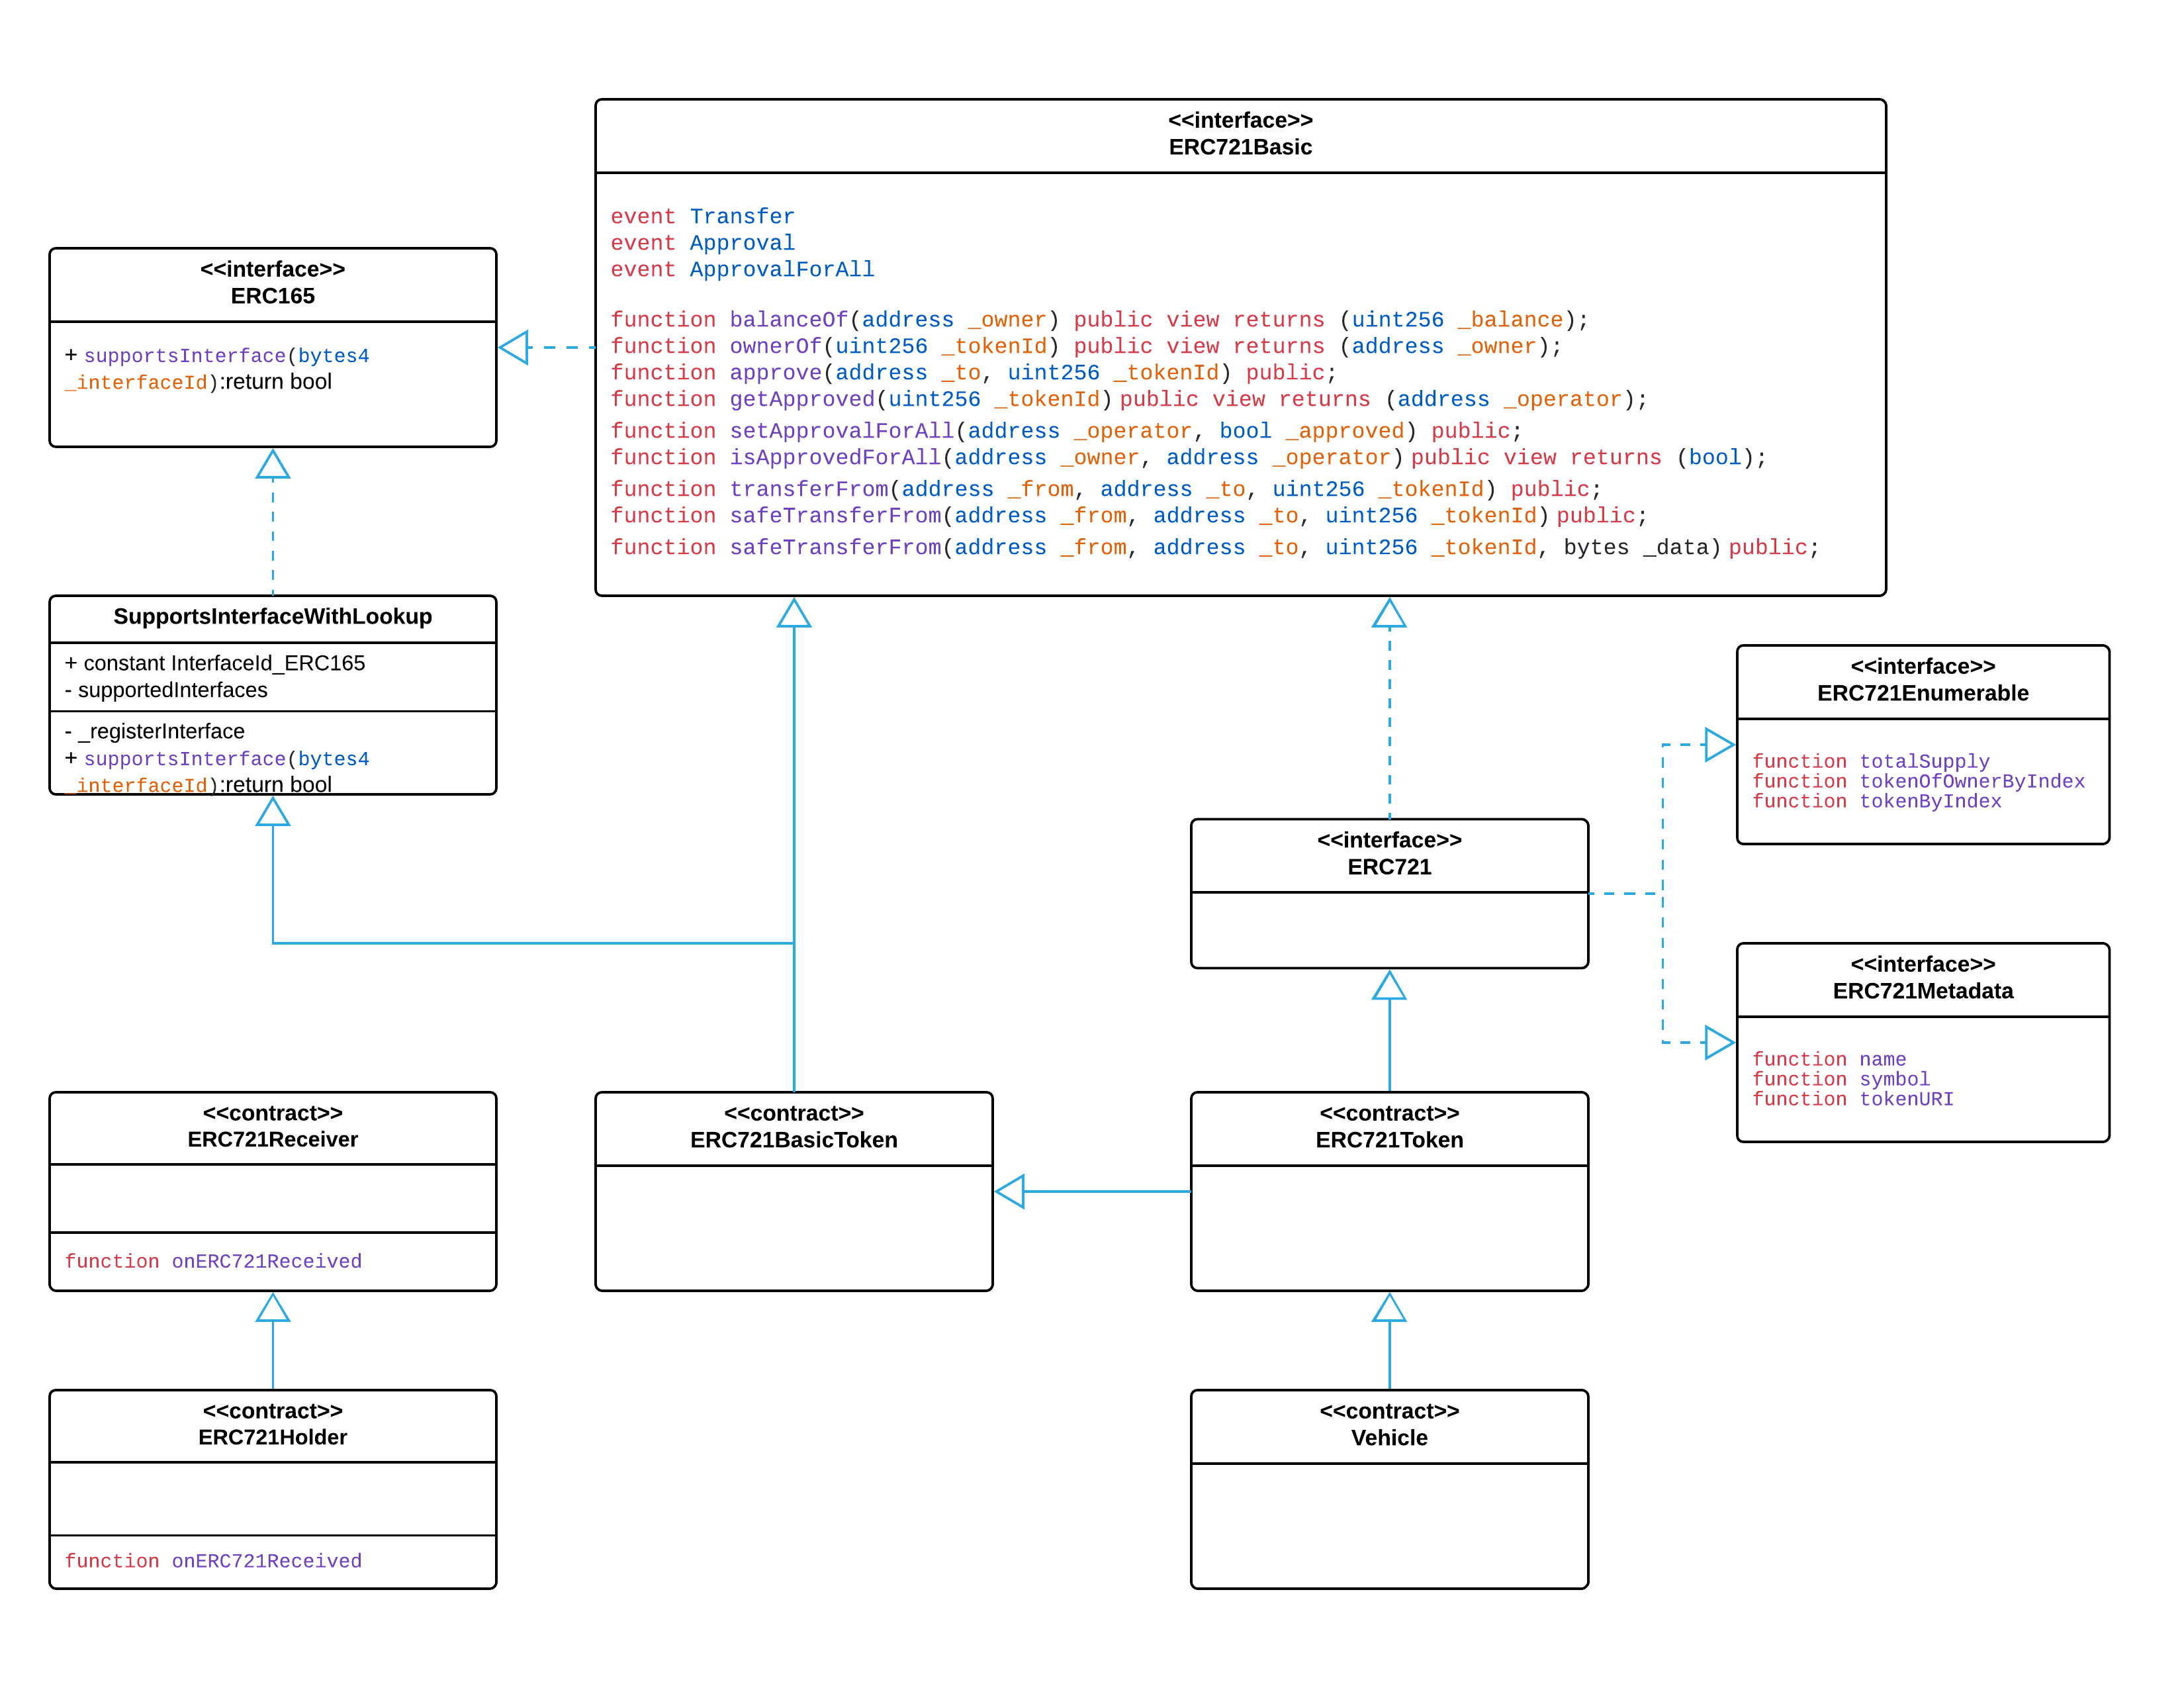 <<interface>>
ERC721Basic
event Transfer
event Approval
event ApprovalForAll
function balanceOf(address _owner) public view returns (uint256 _balance);
function ownerOf(uint256 _tokenId) public view returns (address _owner);
function approve(address _to, uint256 _tokenId) public;
function getApproved(uint256 _tokenId) public view returns (address _operator);
function setApprovalForAll(address _operator, bool _approved) public;
function isApprovedForAll(address _owner, address _operator) public view returns (bool);
function transferFrom(address _from, address _to, uint256 _tokenId) public;
function safeTransferFrom(address _from, address _to, uint256 _tokenId) public;
function safeTransferFrom(address _from, address _to, uint256 _tokenId, bytes _data) public;
<<interface>>
ERC165
+ supportsInterface(bytes4
_interfaceId):return bool
SupportsInterfaceWithLookup
+ constant InterfaceId_ERC165
- supportedInterfaces
- _registerInterface
+ supportsInterface(bytes4
_interfaceId):return bool
<<interface>>
ERC721Enumerable
function totalSupply
function tokenOfOwnerByIndex
function tokenByIndex
<<interface>>
ERC721
<<interface>>
ERC721Metadata
function name
function symbol
function tokenURI
<<contract>>
ERC721Receiver
function onERC721Received
<<contract>>
ERC721BasicToken
<<contract>>
ERC721Token
<<contract>>
ERC721Holder
function onERC721Received
<<contract>>
Vehicle